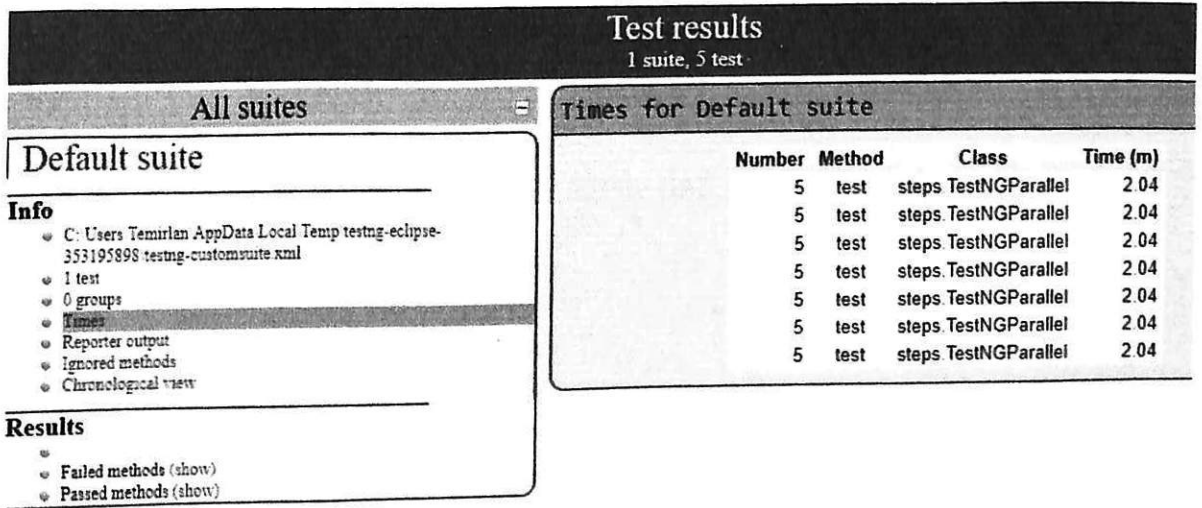 Test results
1 suite, 5 test
All suites
Default suite
Info
C: Users Temirlan AppData Local Temp testng-eclipse-
353195898 testng-customsuite.xml
1 test
0 groups
Times
Reporter output
Ignored methods
Chronological view
Results
Failed methods (show)
Passed methods (show)
Times for Default suite
Number Method Class Time (m)
5 test steps.TestNGParallel 2.04
5 test steps.TestNGParallel 2.04
5 test steps.TestNGParallel 2.04
5 test steps.TestNGParallel 2.04
5 test steps.TestNGParallel 2.04
5 test steps.TestNGParallel 2.04
5 test steps.TestNGParallel 2.04